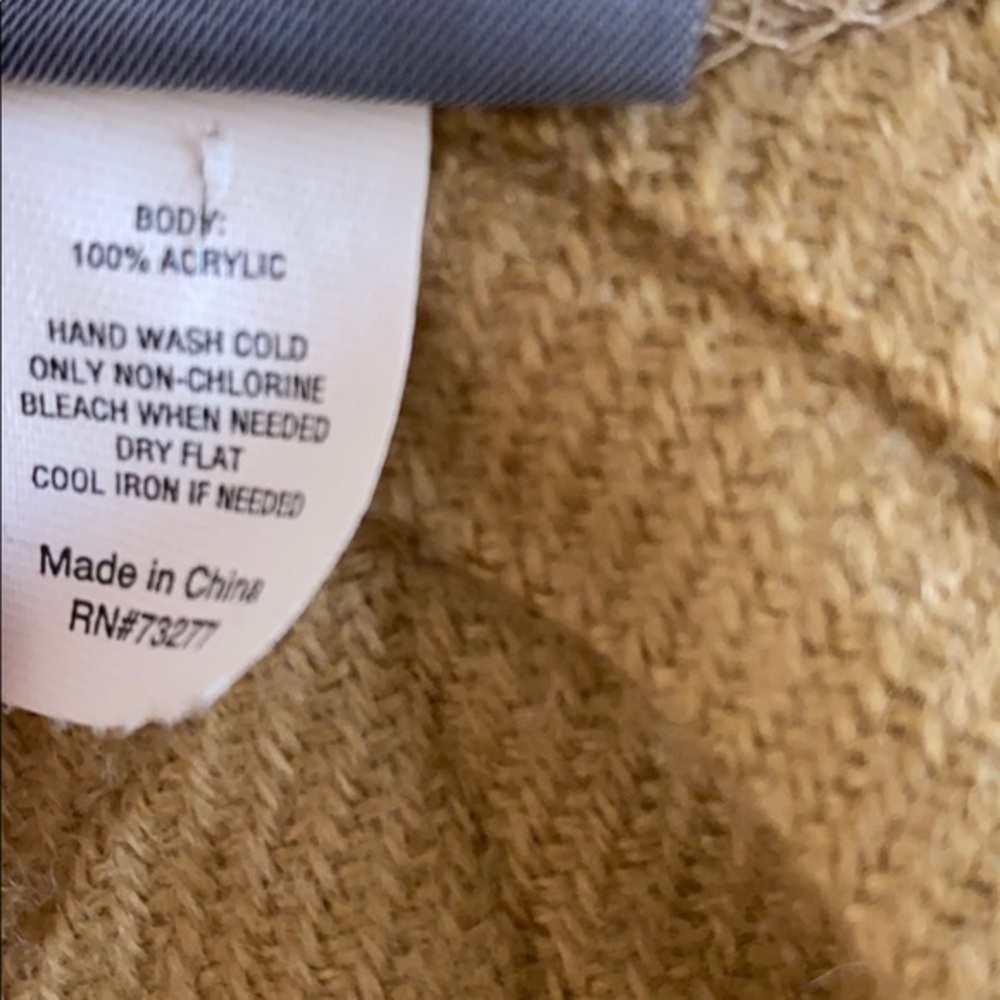 BODY:
100% ACRYLIC
HAND WASH COLD
ONLY NON-CHLORINE
BLEACH WHEN NEEDED
DRY FLAT
COOL IRON IF NEEDED
Made in China
RN#73277